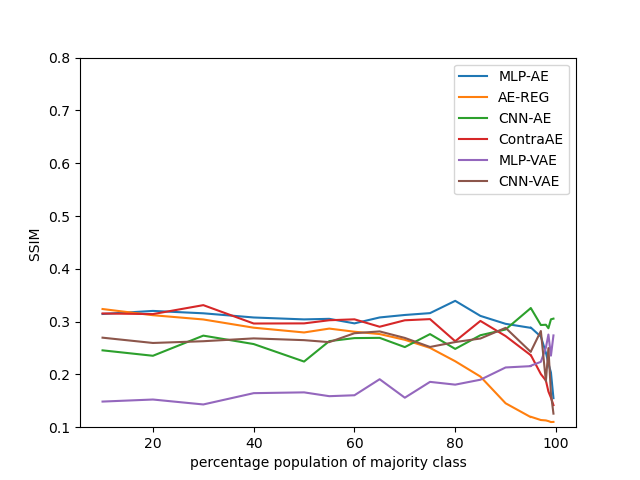 0.8
0.7
0.6
0.5
0.4
0.3
0.2
0.1
SSIM
MLP-AE
AE-REG
CNN-AE
ContraAE
MLP-VAE
CNN-VAE
20 40 60 80 100
percentage population of majority class